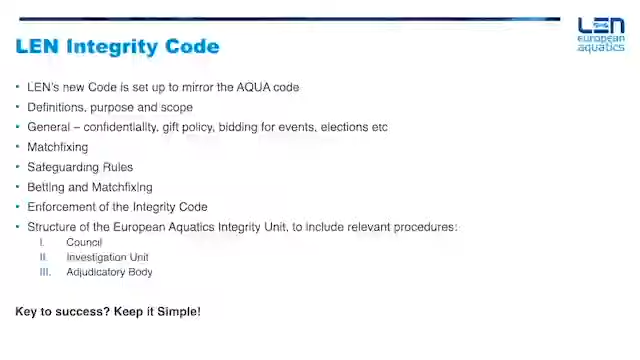 LEN
european
aquatics
LEN Integrity Code
• LEN's new Code is set up to mirror the AQUA code
• Definitions, purpose and scope
• General – confidentiality, gift policy, bidding for events, elections etc
• Matchfixing
• Safeguarding Rules
• Betting and Matchfixing
• Enforcement of the Integrity Code
• Structure of the European Aquatics Integrity Unit, to include relevant procedures:
I. Council
II. Investigation Unit
III. Adjudicatory Body
Key to success? Keep it Simple!